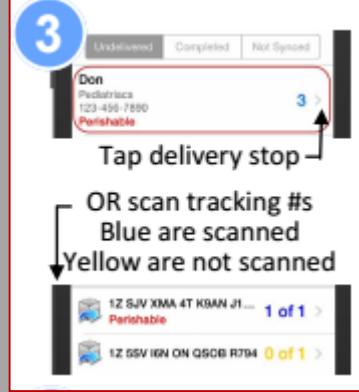 3
Undelivered Completed Not Synced
Don
Pediatriacs
123-456-7890
Perishable
3 >
Tap delivery stop
OR scan tracking #s
Blue are scanned
Yellow are not scanned
1Z SJV XMA 4T K9AN J1... 1 of 1 >
Perishable
1Z 5SV I6N ON QSOB R794 0 of 1 >